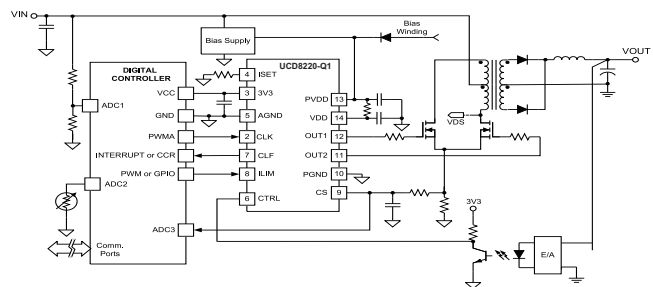 VIN
Bias Supply
Bias
Winding
VOUT
DIGITAL
CONTROLLER
UCD8220-Q1
4 ISET
VCC 3 3V3 PVDD 13
ADC1
VDD 14
GND 5 AGND
VDS
PWMA 2 CLK OUT1 12
INTERRUPT or CCR 7 CLF OUT2 11
PWM or GPIO 8 ILIM PGND 10
ADC2
6 CTRL CS 9
3V3
ADC3
Comm.
Ports
E/A